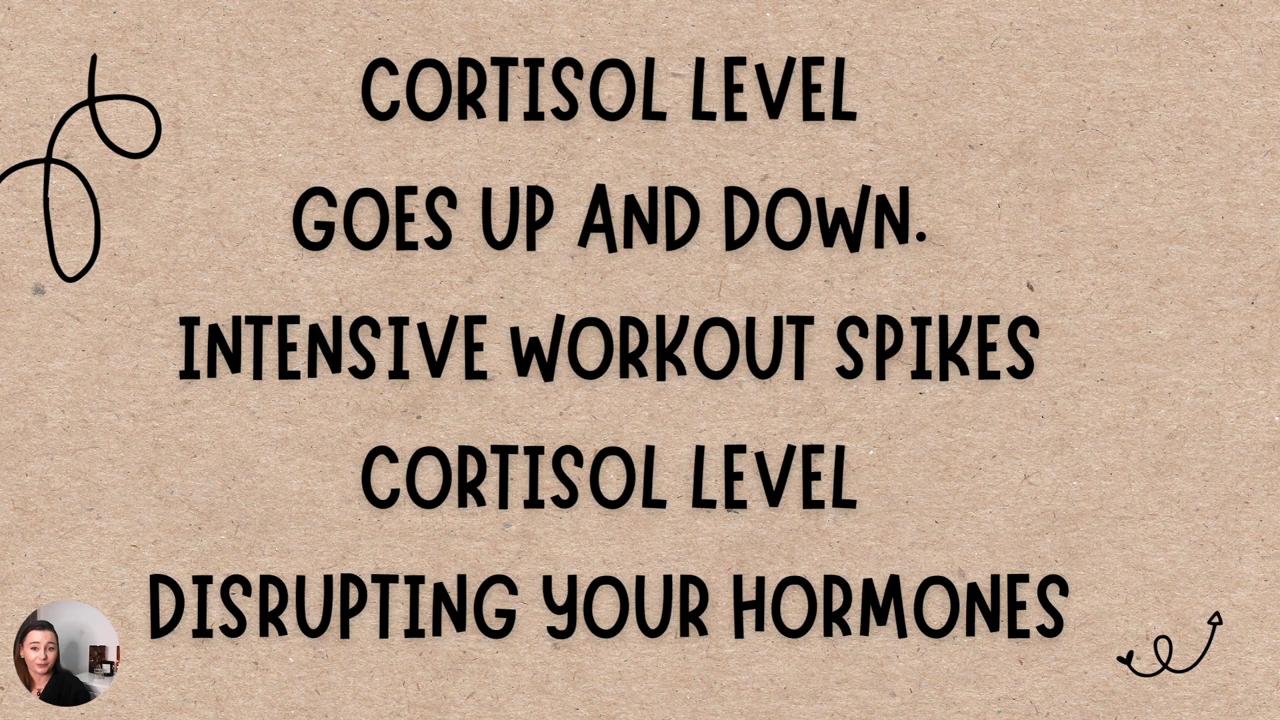 CORTISOL LEVEL
GOES UP AND DOWN.
INTENSIVE WORKOUT SPIKES
CORTISOL LEVEL
DISRUPTING YOUR HORMONES